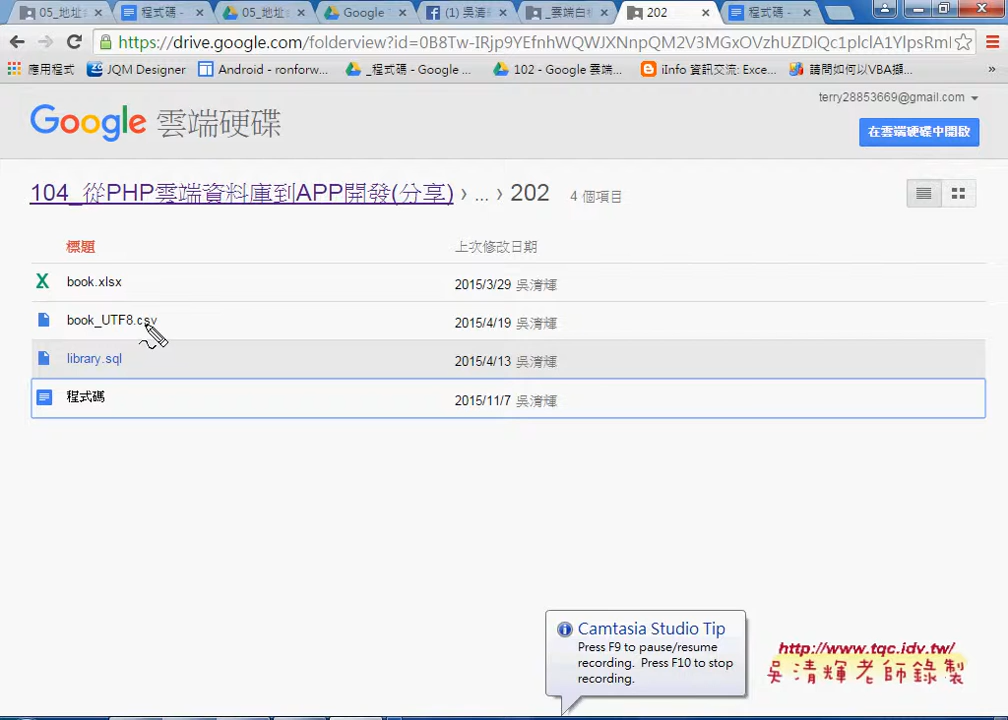 05_地址
程式碼 -
05_地址
Google
(1) 吳清
_雲端白
202
程式碼 -
https://drive.google.com/folderview?id=0B8Tw-IRjp9YEfnhWQWJXNnpQM2V3MGxOVzhUZDlQc1plclA1YlpsRml
應用程式
JQM Designer
Android - ronforw...
_程式碼 - Google ...
102 - Google 雲端...
iInfo 資訊交流: Exce...
請問如何以VBA擷...
»
terry28853669@gmail.com
Google 雲端硬碟
在雲端硬碟中開啟
104_從PHP雲端資料庫到APP開發(分享) › ... › 202 4 個項目
標題 上次修改日期
book.xlsx 2015/3/29 吳清輝
book_UTF8.csv 2015/4/19 吳清輝
library.sql 2015/4/13 吳清輝
程式碼 2015/11/7 吳清輝
Camtasia Studio Tip
Press F9 to pause/resume
recording. Press F10 to stop
recording.
http://www.tqc.idv.tw/
吳清輝老師錄製